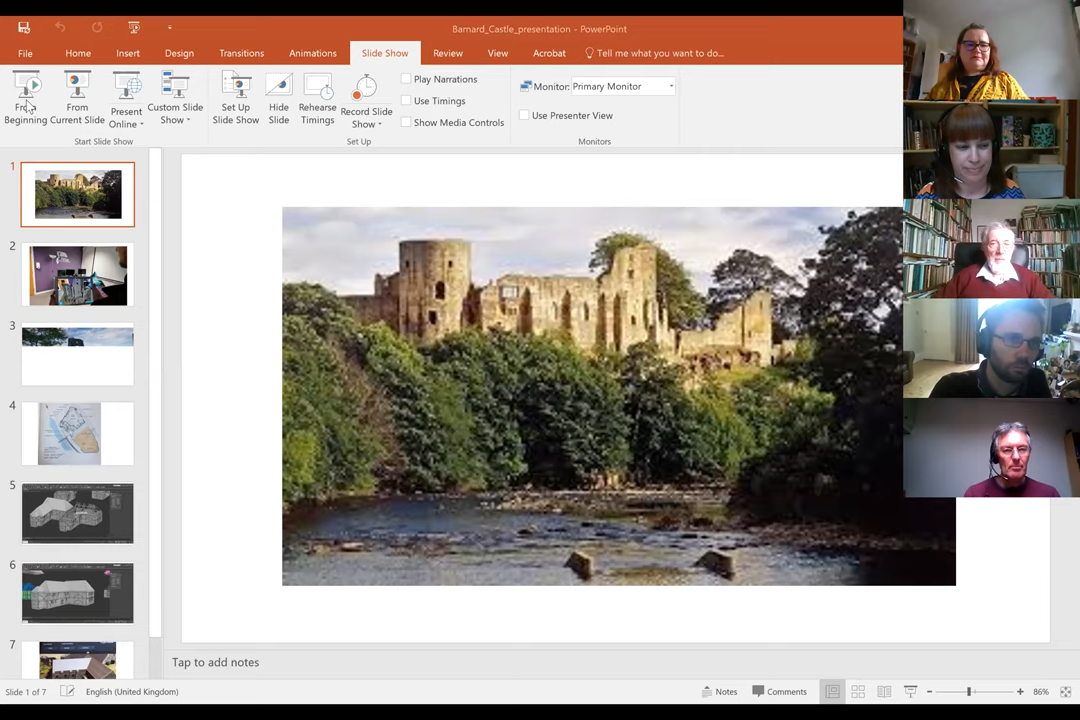 Barnard_Castle_presentation - PowerPoint
File Home Insert Design Transitions Animations Slide Show Review View Acrobat Tell me what you want to do...
From Beginning
From Current Slide
Present Online
Custom Slide Show
Set Up Slide Show
Hide Slide
Rehearse Timings
Record Slide Show
Play Narrations
Use Timings
Show Media Controls
Monitor: Primary Monitor
Use Presenter View
Start Slide Show
Set Up
Monitors
1
2
3
4
5
6
7
Tap to add notes
Slide 1 of 7 English (United Kingdom) Notes Comments 86%